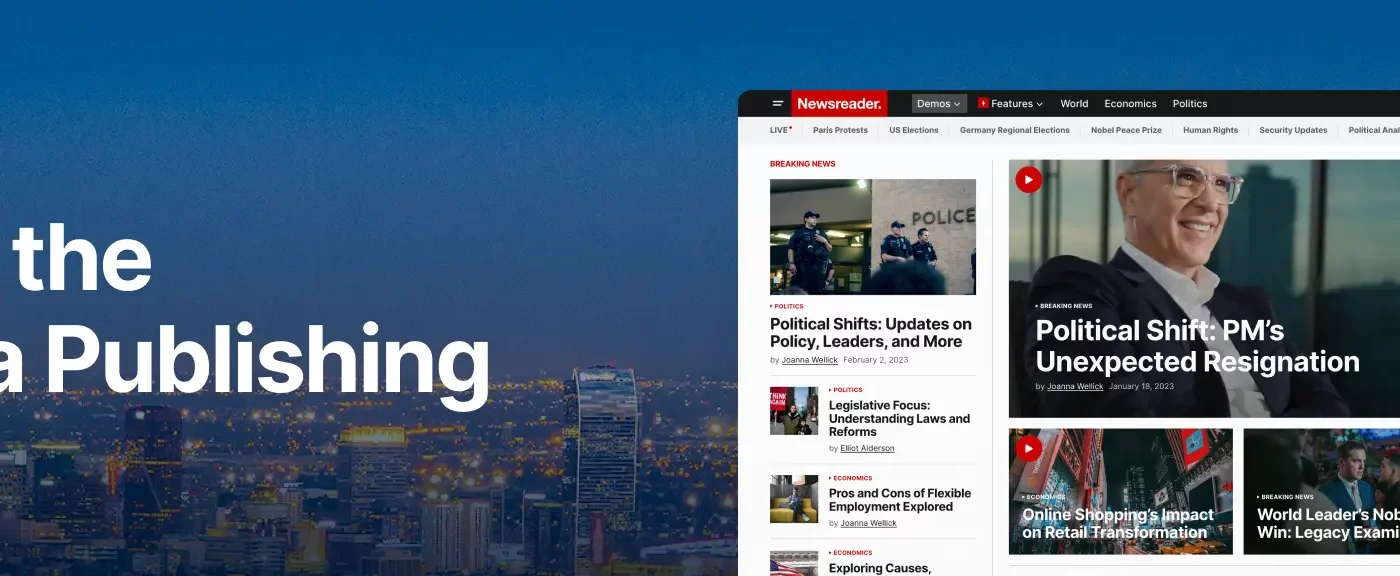 the
a Publishing
Newsreader.
Demos
Features
World
Economics
Politics
LIVE
Paris Protests
US Elections
Germany Regional Elections
Nobel Peace Prize
Human Rights
Security Updates
Political Anal
BREAKING NEWS
POLICE
POLITICS
Political Shifts: Updates on
Policy, Leaders, and More
by Joanna Wellick February 2, 2023
THINK
AGAIN
POLITICS
Legislative Focus:
Understanding Laws and
Reforms
by Elliot Alderson
ECONOMICS
Pros and Cons of Flexible
Employment Explored
by Joanna Wellick
ECONOMICS
Exploring Causes,
BREAKING NEWS
Political Shift: PM’s
Unexpected Resignation
by Joanna Wellick January 18, 2023
ECONOMICS
Online Shopping’s Impact
on Retail Transformation
BREAKING NEWS
World Leader’s Nob
Win: Legacy Exami